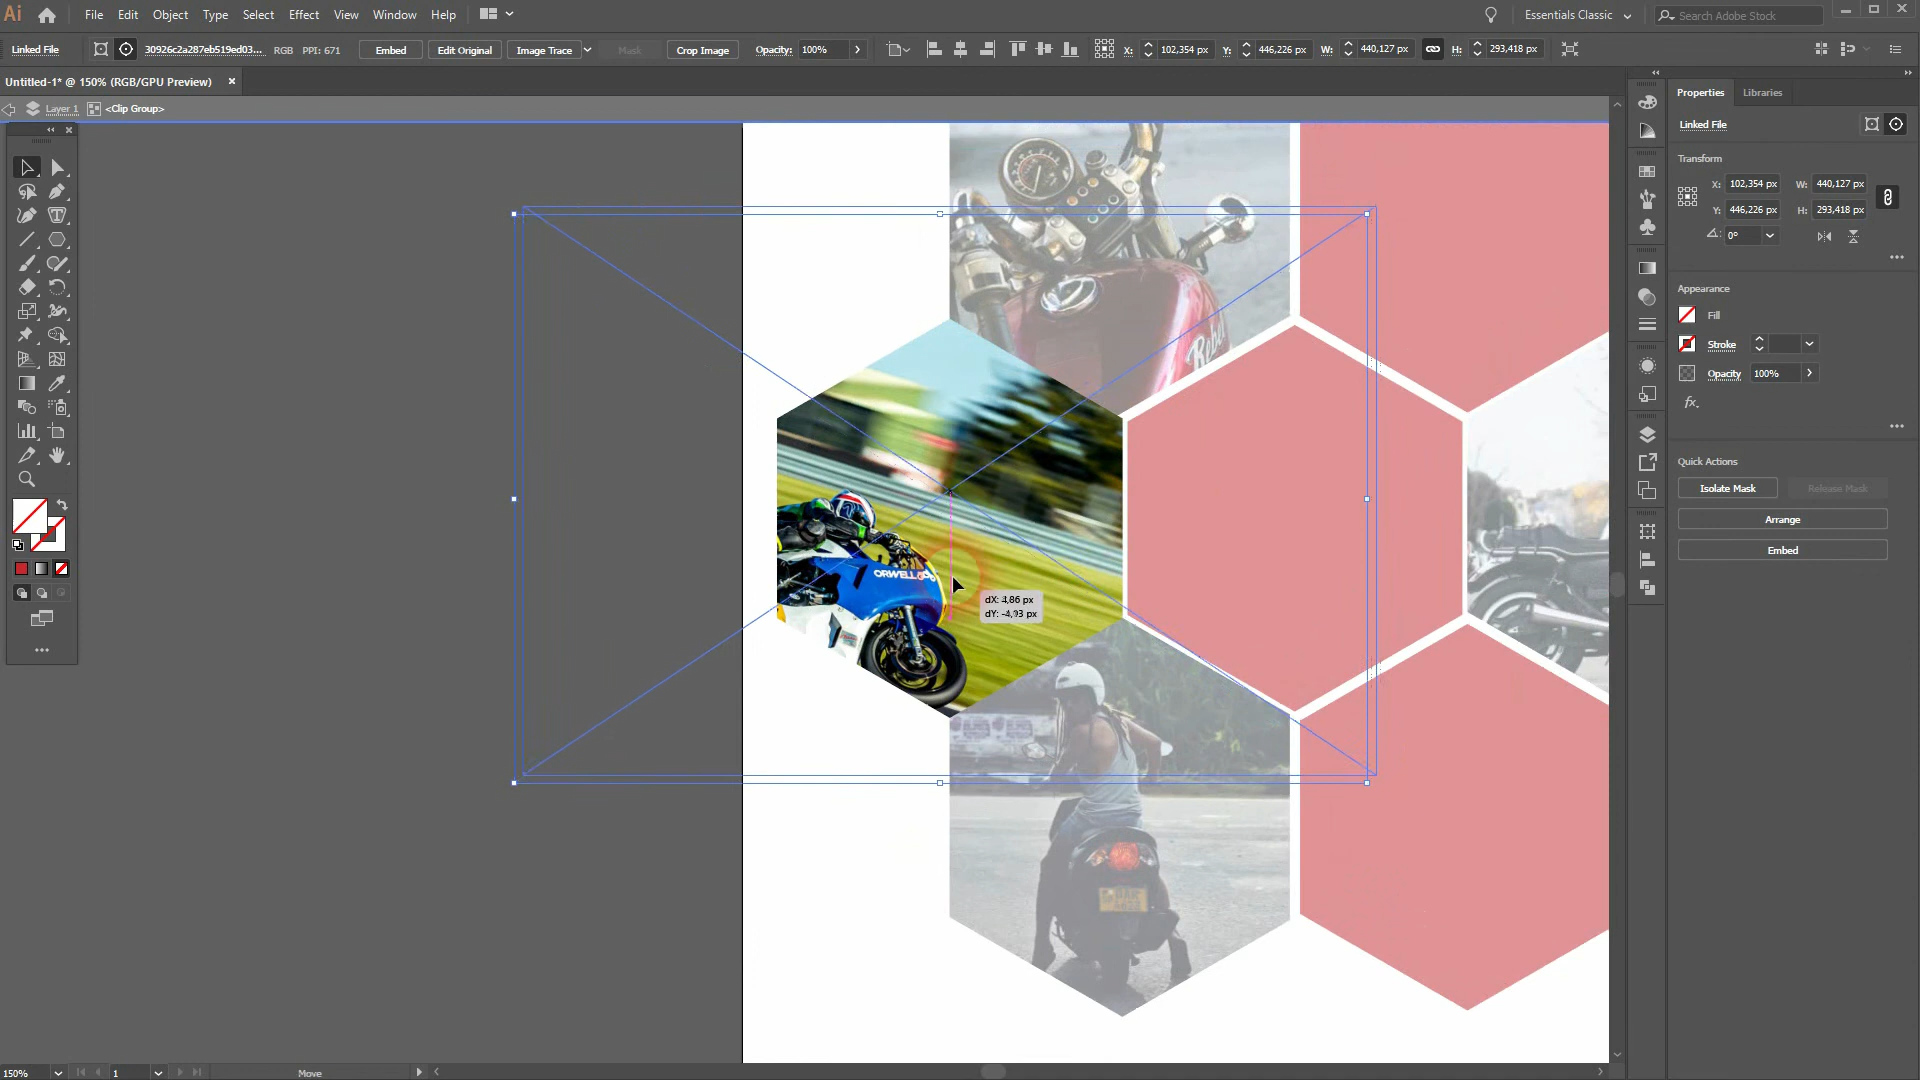 Ai File Edit Object Type Select Effect View Window Help Essentials Classic Search Adobe Stock
Linked File 30926c2a287eb519ed03... RGB PPI: 671 Embed Edit Original Image Trace Mask Crop Image Opacity: 100% X: 102,354 px Y: 446,226 px W: 440,127 px H: 293,418 px
Untitled-1* @ 150% (RGB/GPU Preview)
Layer 1 <Clip Group>
Properties Libraries
Linked File
Transform
X: 102,354 px W: 440,127 px
Y: 446,226 px H: 293,418 px
0°
Appearance
Fill
Stroke
Opacity 100%
fx
Quick Actions
Isolate Mask Release Mask
Arrange
Embed
Rebel
ORWELL
dX: 4,86 px
dY: -4,93 px
150% 1 Move